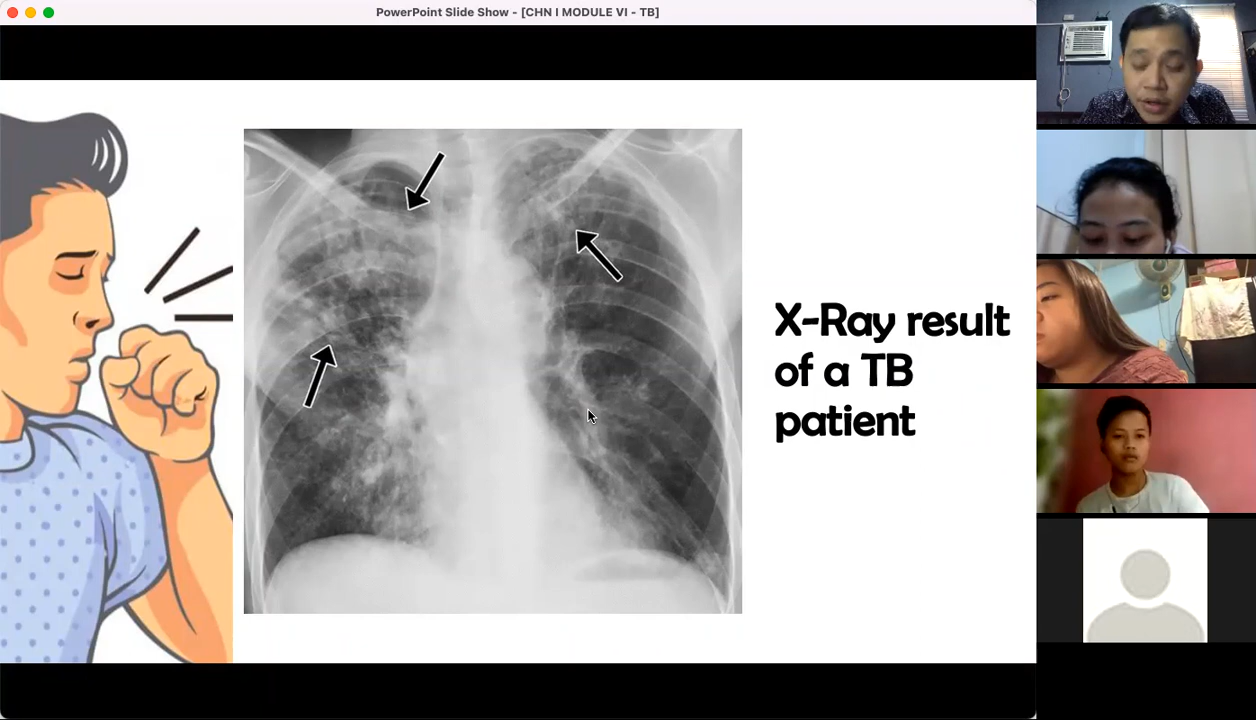 PowerPoint Slide Show - [CHN I MODULE VI - TB]
X-Ray result
of a TB
patient